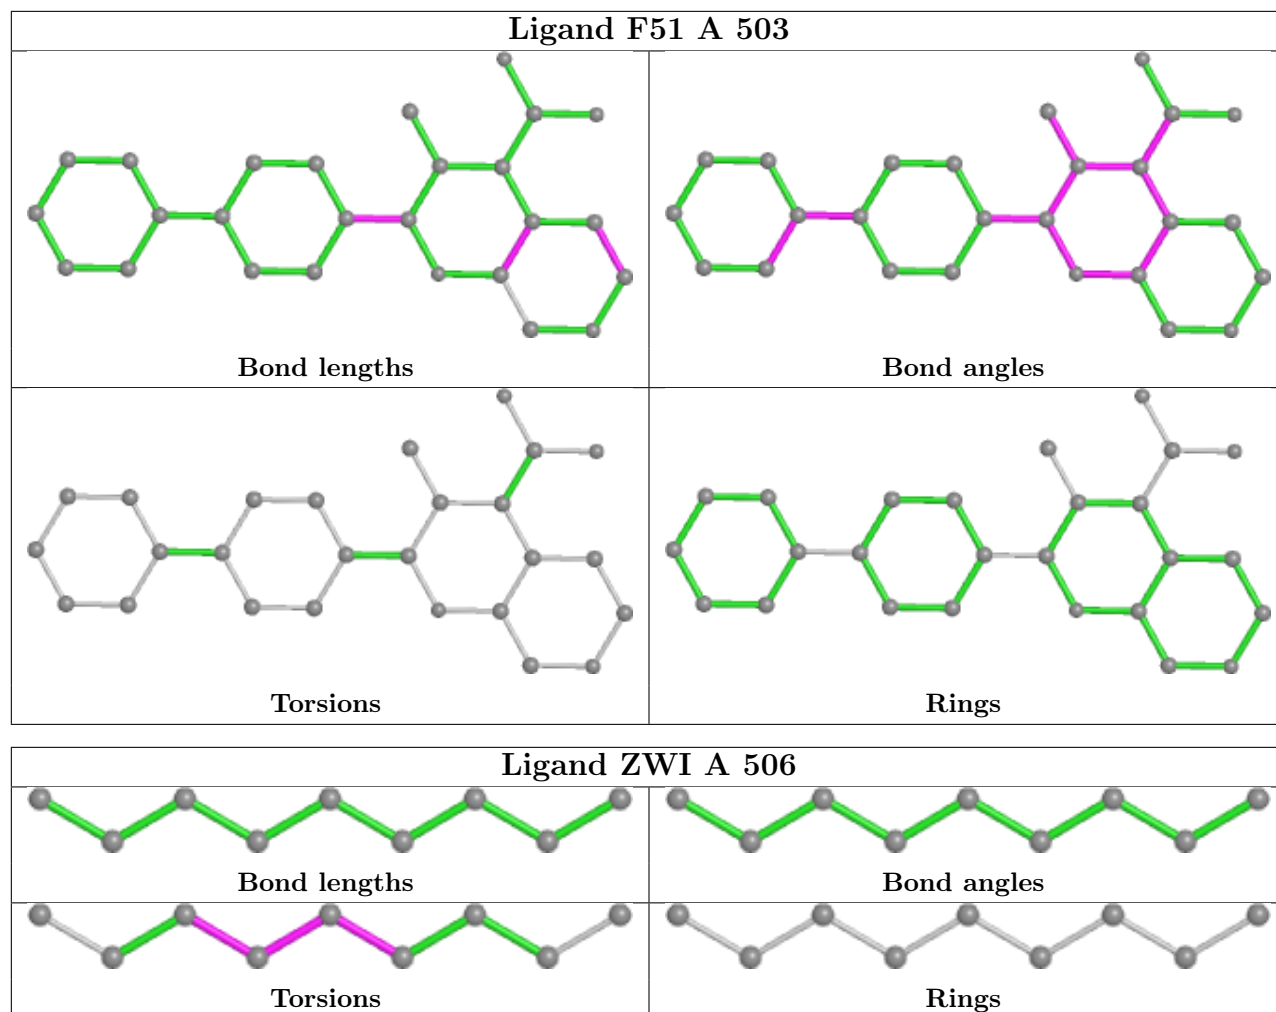 Ligand F51 A 503
Bond lengths
Bond angles
Torsions
Rings
Ligand ZWI A 506
Bond lengths
Bond angles
Torsions
Rings